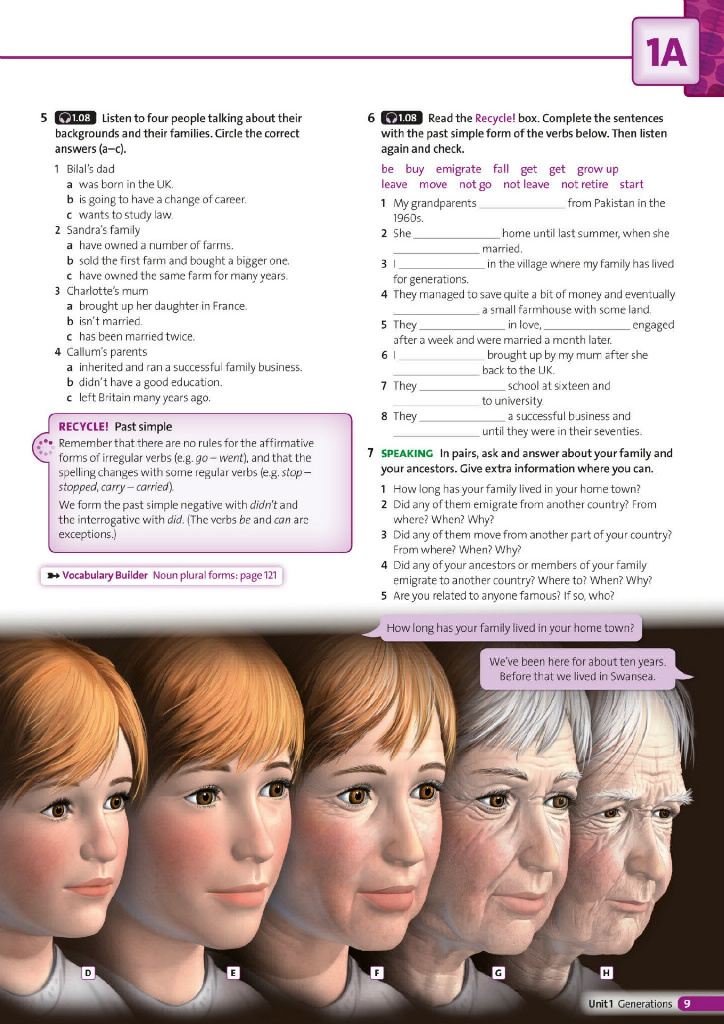 1A
5 1.08 Listen to four people talking about their
backgrounds and their families. Circle the correct
answers (a–c).
1 Bilal's dad
a was born in the UK.
b is going to have a change of career.
c wants to study law.
2 Sandra's family
a have owned a number of farms.
b sold the first farm and bought a bigger one.
c have owned the same farm for many years.
3 Charlotte's mum
a brought up her daughter in France.
b isn't married.
c has been married twice.
4 Callum's parents
a inherited and ran a successful family business.
b didn't have a good education.
c left Britain many years ago.
RECYCLE! Past simple
Remember that there are no rules for the affirmative
forms of irregular verbs (e.g. go – went), and that the
spelling changes with some regular verbs (e.g. stop –
stopped, carry – carried).
We form the past simple negative with didn't and
the interrogative with did. (The verbs be and can are
exceptions.)
Vocabulary Builder Noun plural forms: page 121
6 1.08 Read the Recycle! box. Complete the sentences
with the past simple form of the verbs below. Then listen
again and check.
be buy emigrate fall get get grow up
leave move not go not leave not retire start
1 My grandparents ______________ from Pakistan in the
1960s.
2 She ______________ home until last summer, when she
______________ married.
3 I ______________ in the village where my family has lived
for generations.
4 They managed to save quite a bit of money and eventually
______________ a small farmhouse with some land.
5 They ______________ in love, ______________ engaged
after a week and were married a month later.
6 I ______________ brought up by my mum after she
______________ back to the UK.
7 They ______________ school at sixteen and
______________ to university.
8 They ______________ a successful business and
______________ until they were in their seventies.
7 SPEAKING In pairs, ask and answer about your family and
your ancestors. Give extra information where you can.
1 How long has your family lived in your home town?
2 Did any of them emigrate from another country? From
where? When? Why?
3 Did any of them move from another part of your country?
From where? When? Why?
4 Did any of your ancestors or members of your family
emigrate to another country? Where to? When? Why?
5 Are you related to anyone famous? If so, who?
How long has your family lived in your home town?
We've been here for about ten years.
Before that we lived in Swansea.
D E F G H
Unit 1 Generations 9